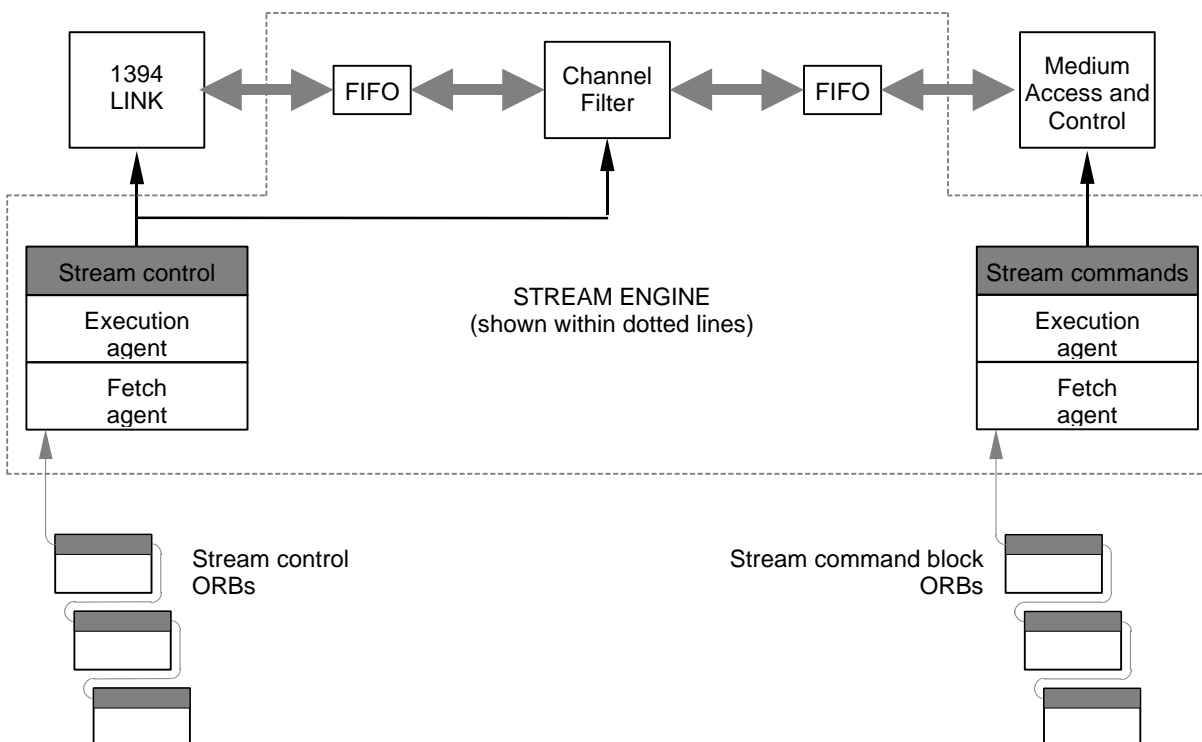 1394
LINK
FIFO
Channel
Filter
FIFO
Medium
Access and
Control
Stream control
Execution
agent
Fetch
agent
STREAM ENGINE
(shown within dotted lines)
Stream commands
Execution
agent
Fetch
agent
Stream control
ORBs
Stream command block
ORBs